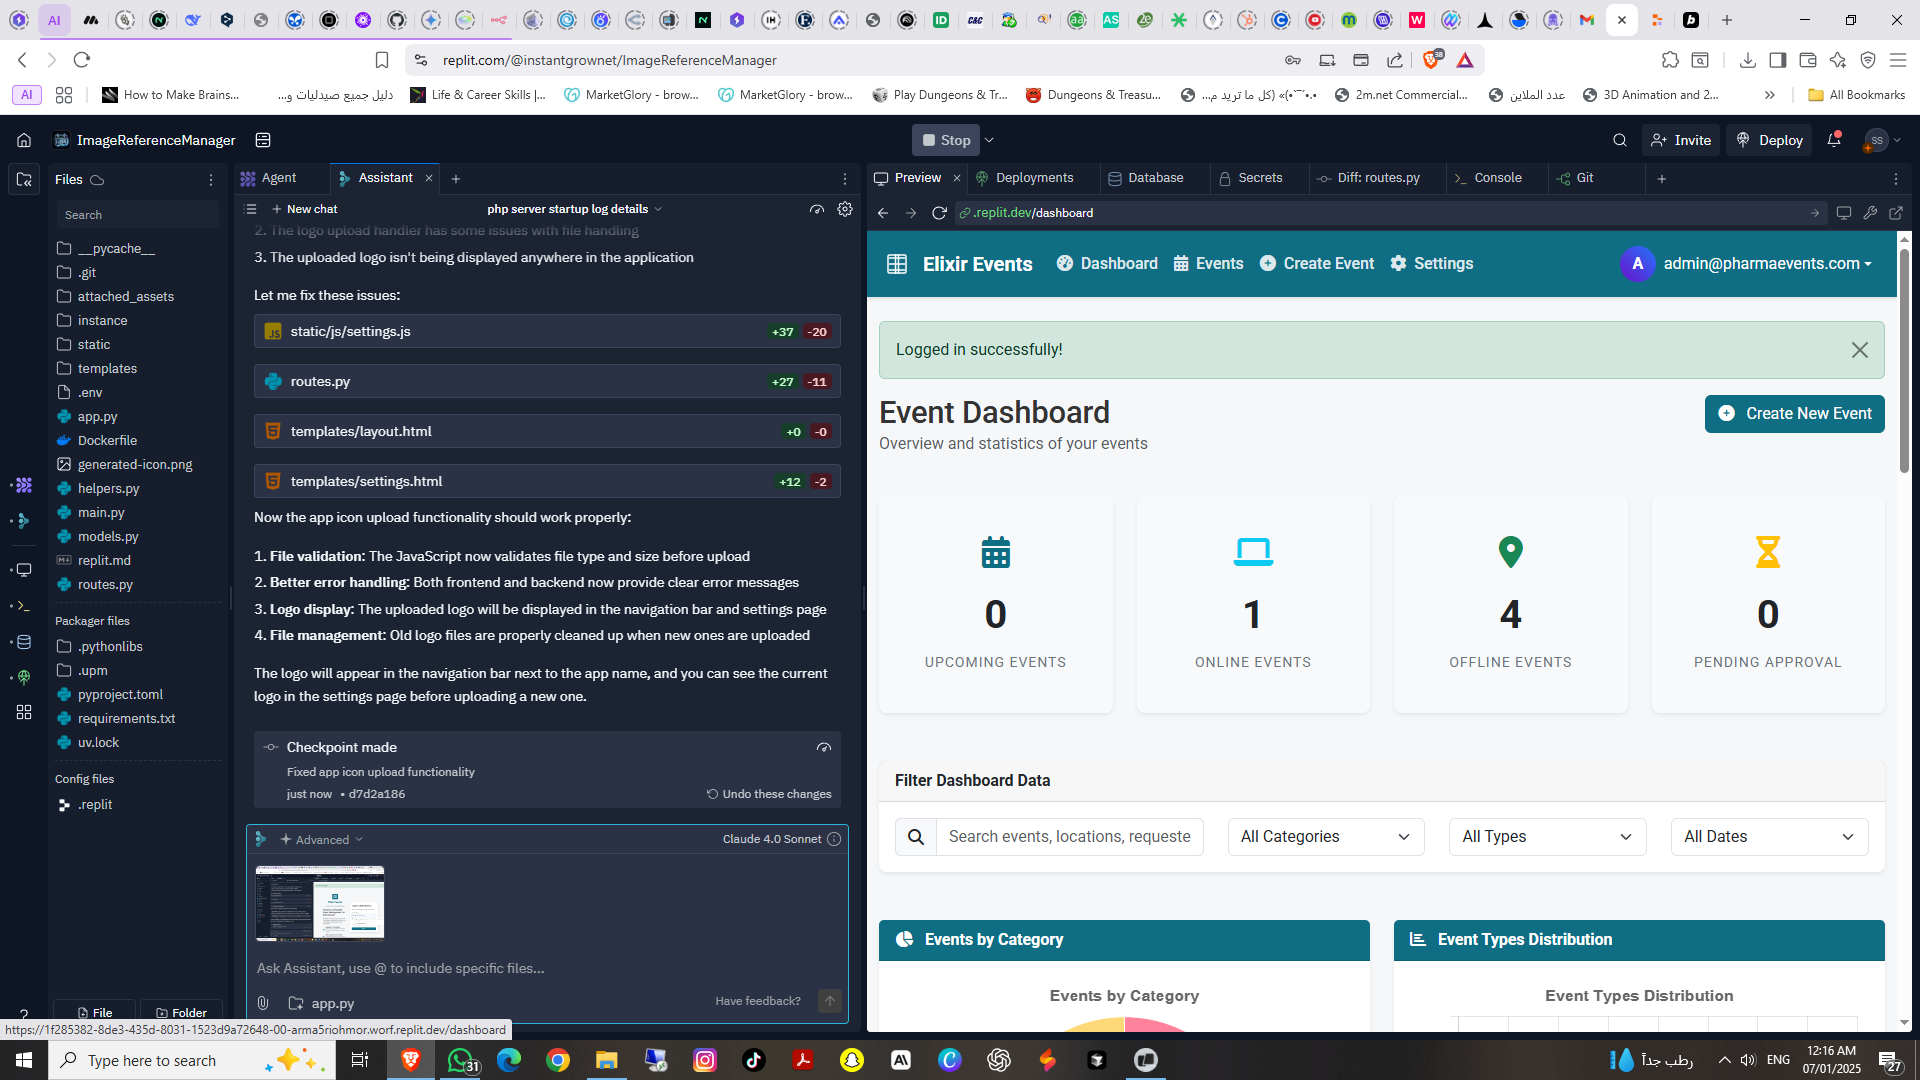 replit.com/@instantgrownet/ImageReferenceManager
38
AI
How to Make Brains...
دليل جميع صيدليات و...
Life & Career Skills |...
MarketGlory - brow...
MarketGlory - brow...
Play Dungeons & Tr...
Dungeons & Treasu...
2m.net Commercial...
عدد الملاين
3D Animation and 2...
All Bookmarks
ImageReferenceManager
Stop
Invite
Deploy
SS
Files
Search
__pycache__
.git
attached_assets
instance
static
templates
.env
app.py
Dockerfile
generated-icon.png
helpers.py
main.py
models.py
replit.md
routes.py
Packager files
.pythonlibs
.upm
pyproject.toml
requirements.txt
uv.lock
Config files
.replit
File
Folder
Agent
Assistant
New chat
php server startup log details
2. The logo upload handler has some issues with file handling
3. The uploaded logo isn't being displayed anywhere in the application
Let me fix these issues:
static/js/settings.js +37 -20
routes.py +27 -11
templates/layout.html +0 -0
templates/settings.html +12 -2
Now the app icon upload functionality should work properly:
1. File validation: The JavaScript now validates file type and size before upload
2. Better error handling: Both frontend and backend now provide clear error messages
3. Logo display: The uploaded logo will be displayed in the navigation bar and settings page
4. File management: Old logo files are properly cleaned up when new ones are uploaded
The logo will appear in the navigation bar next to the app name, and you can see the current
logo in the settings page before uploading a new one.
Checkpoint made
Fixed app icon upload functionality
just now • d7d2a186
Undo these changes
Advanced
Claude 4.0 Sonnet
Ask Assistant, use @ to include specific files...
app.py
Have feedback?
Preview
Deployments
Database
Secrets
Diff: routes.py
Console
Git
.replit.dev/dashboard
Elixir Events
Dashboard
Events
Create Event
Settings
A
admin@pharmaevents.com
Logged in successfully!
Event Dashboard
Overview and statistics of your events
Create New Event
0
UPCOMING EVENTS
1
ONLINE EVENTS
4
OFFLINE EVENTS
0
PENDING APPROVAL
Filter Dashboard Data
Search events, locations, requeste
All Categories
All Types
All Dates
Events by Category
Events by Category
Event Types Distribution
Event Types Distribution
https://1f285382-8de3-435d-8031-1523d9a72648-00-arma5riohmor.worf.replit.dev/dashboard
Type here to search
31
رطب جداً
ENG
12:16 AM
07/01/2025
27